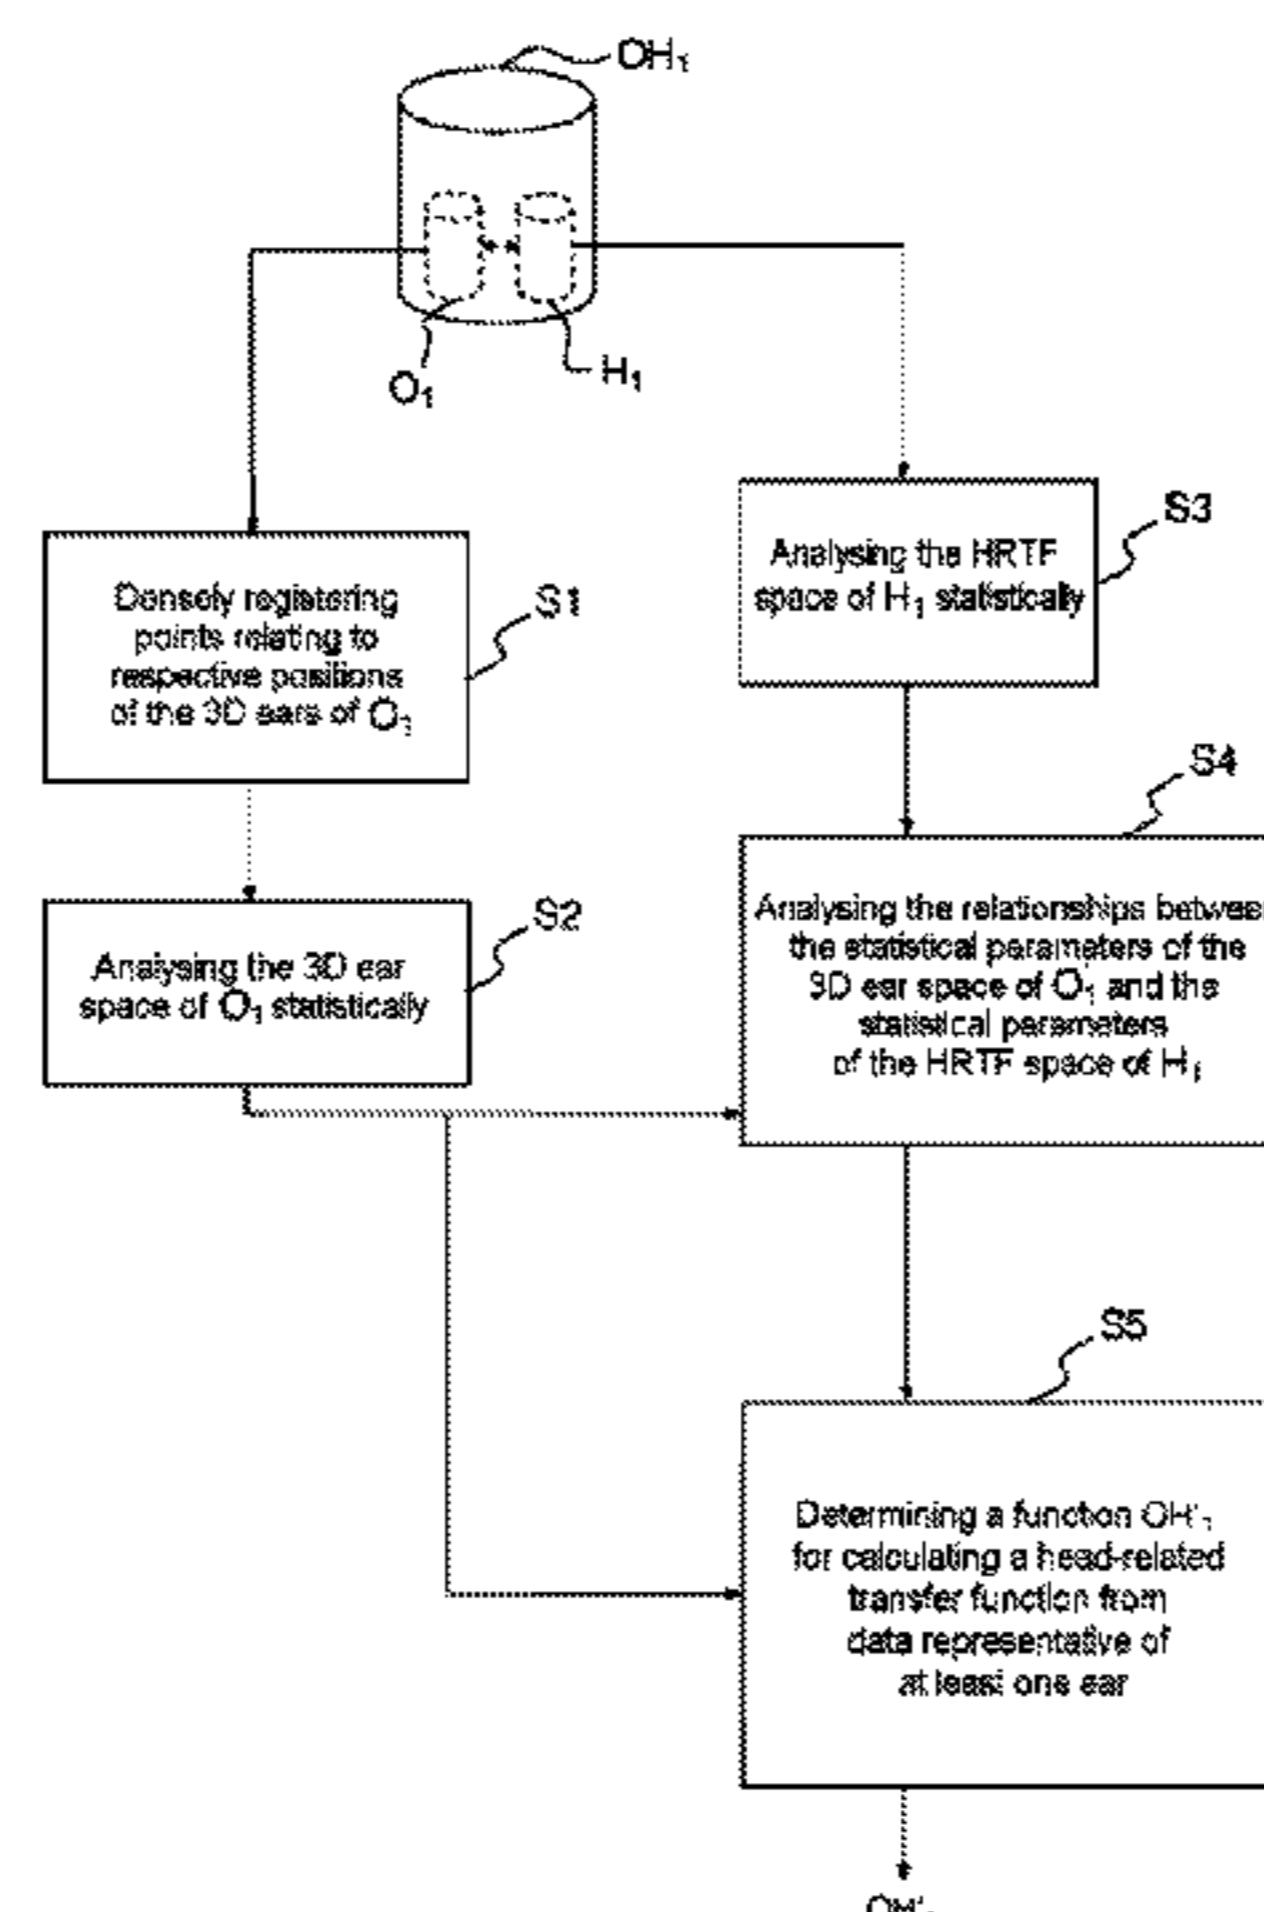 OH₁
O₁
H₁
S3
Analysing the HRTF
space of H₁ statistically
S1
Densely registering
points relating to
respective positions
of the 3D ears of O₁
S4
Analysing the relationships between
the statistical parameters of the
3D ear space of O₁ and the
statistical parameters
of the HRTF space of H₁
S2
Analysing the 3D ear
space of O₁ statistically
S5
Determining a function OH'₁
for calculating a head-related
transfer function from
data representative of
at least one ear